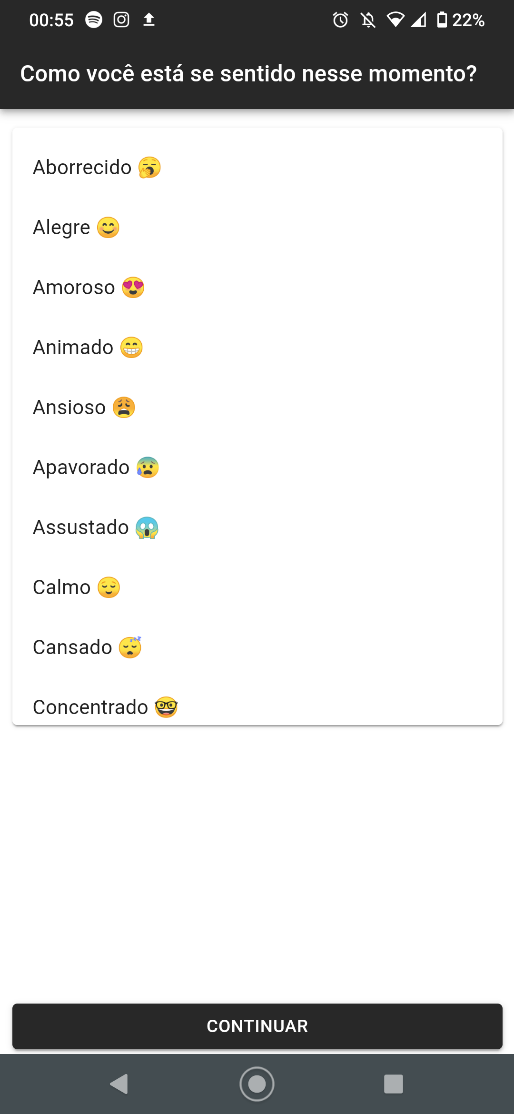 00:55 22%
Como você está se sentido nesse momento?
Aborrecido 🥱
Alegre 😊
Amoroso 😍
Animado 😁
Ansioso 😩
Apavorado 😰
Assustado 😱
Calmo 😌
Cansado 😴
Concentrado 🤓
CONTINUAR